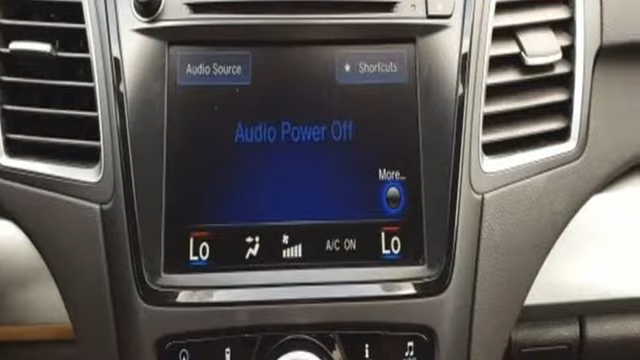 Audio Source
★ Shortcuts
Audio Power Off
More...
Lo A/C ON Lo